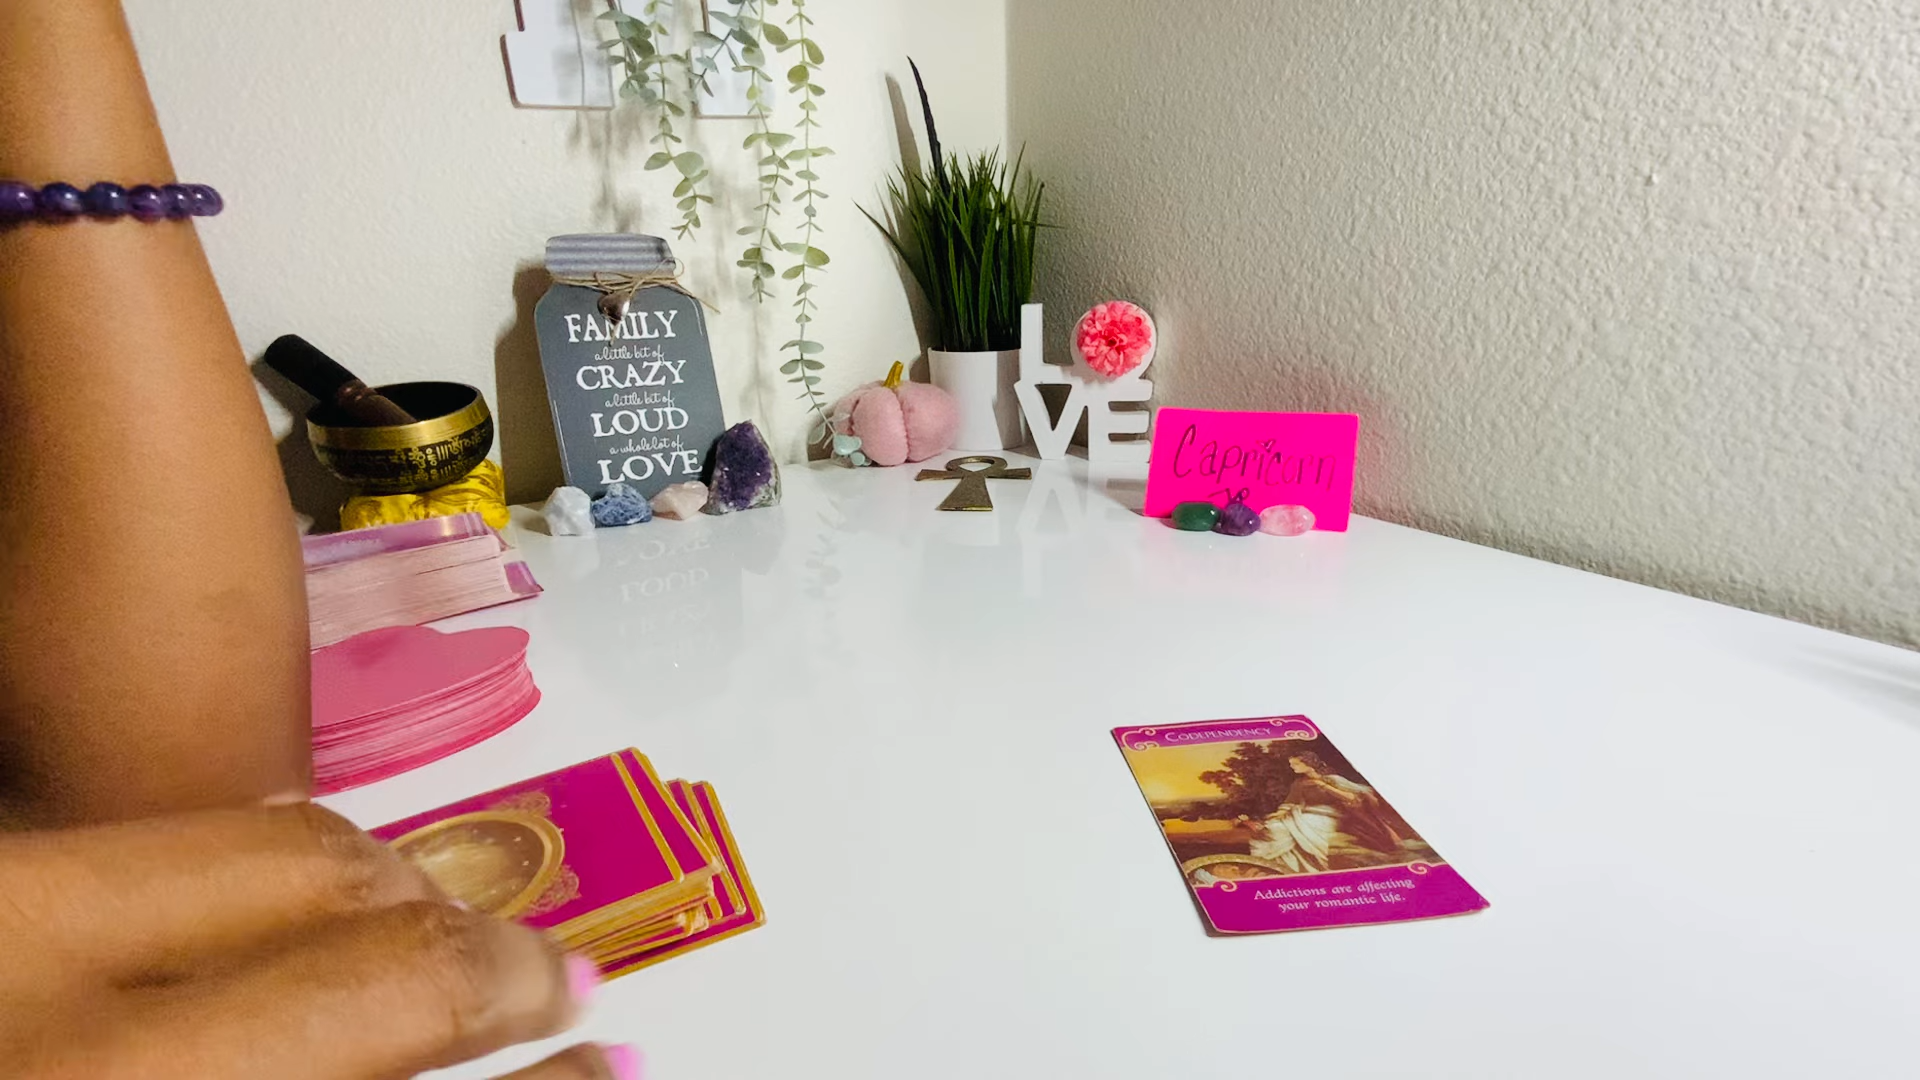 FAMILY
a little bit of
CRAZY
a little bit of
LOUD
a whole lot of
LOVE
LOVE
Capricorn
CODEPENDENCY
Addictions are affecting
your romantic life.